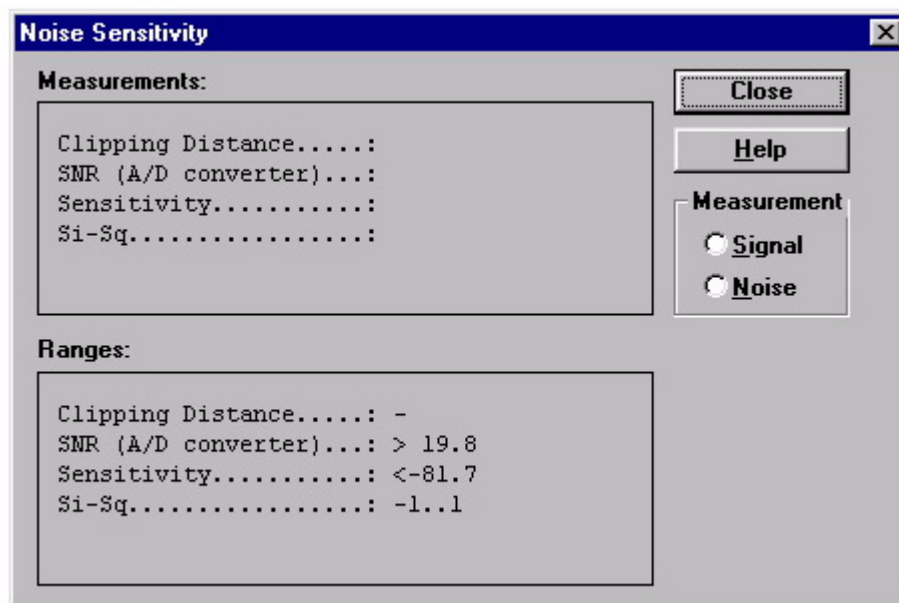 Noise Sensitivity
Measurements:
Clipping Distance.....:
SNR (A/D converter)...:
Sensitivity...........:
Si-Sq.................:
Close
Help
Measurement
Signal
Noise
Ranges:
Clipping Distance.....: -
SNR (A/D converter)...: > 19.8
Sensitivity...........: <-81.7
Si-Sq.................: -1..1